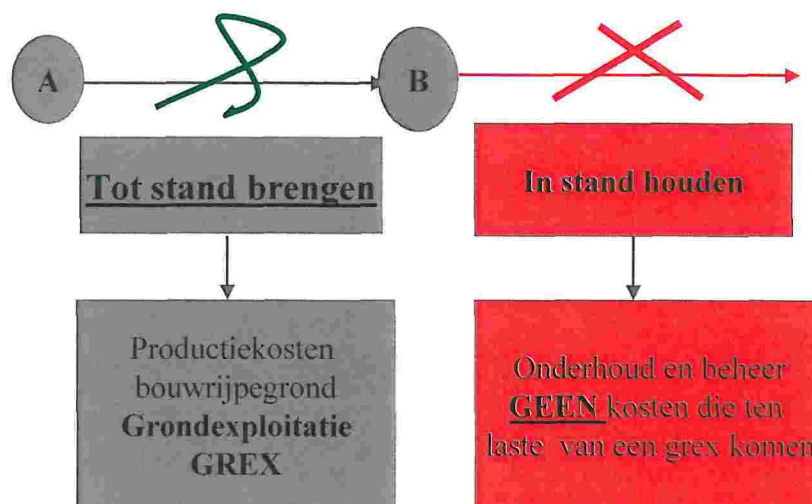 A
B
Tot stand brengen
In stand houden
Productiekosten
bouwrijpegrond
Grondexploitatie
GREX
Onderhoud en beheer
GEEN kosten die ten
laste van een grex komen